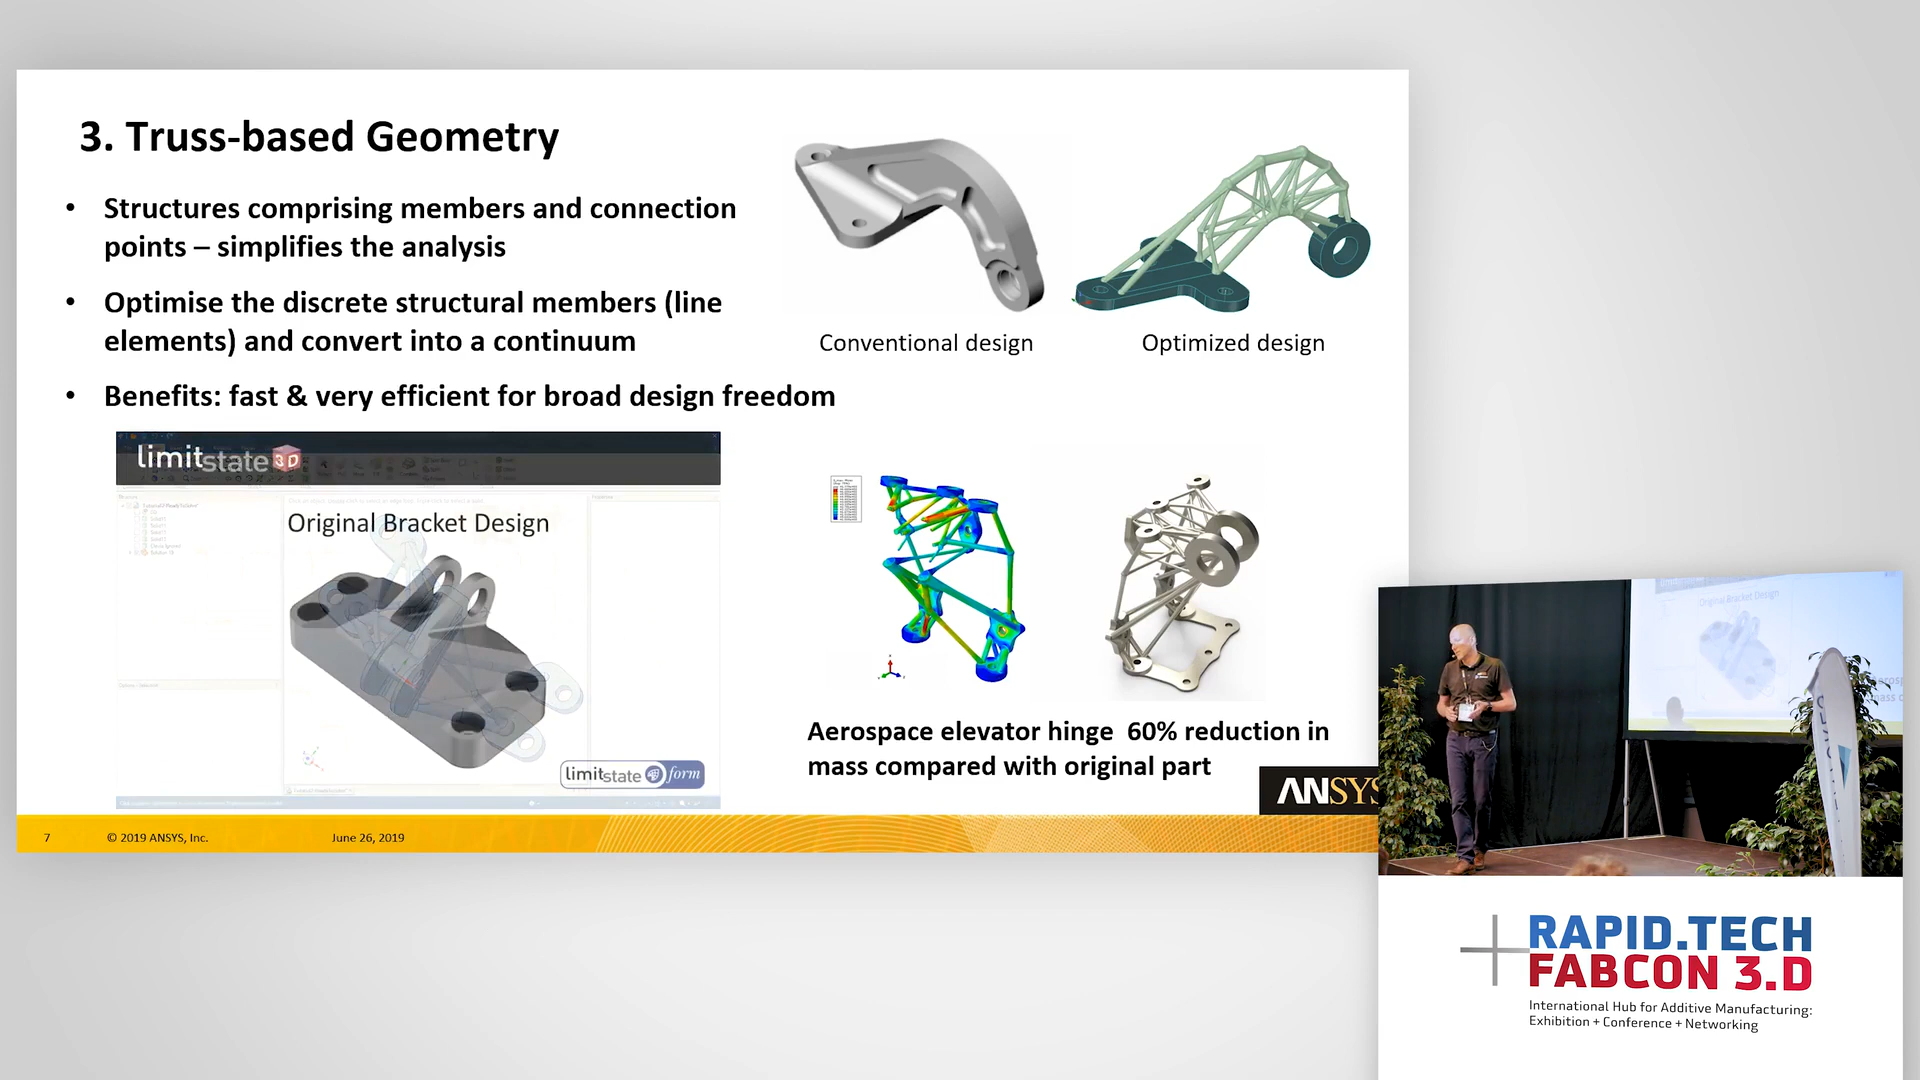 3. Truss-based Geometry
• Structures comprising members and connection
points – simplifies the analysis
• Optimise the discrete structural members (line
elements) and convert into a continuum
• Benefits: fast & very efficient for broad design freedom
Conventional design
Optimized design
limitstate 3D
Original Bracket Design
limitstate form
Aerospace elevator hinge  60% reduction in
mass compared with original part
ANSYS
7
© 2019 ANSYS, Inc.
June 26, 2019
Original Bracket Design
RAPID.TECH
FABCON 3.D
International Hub for Additive Manufacturing:
Exhibition + Conference + Networking